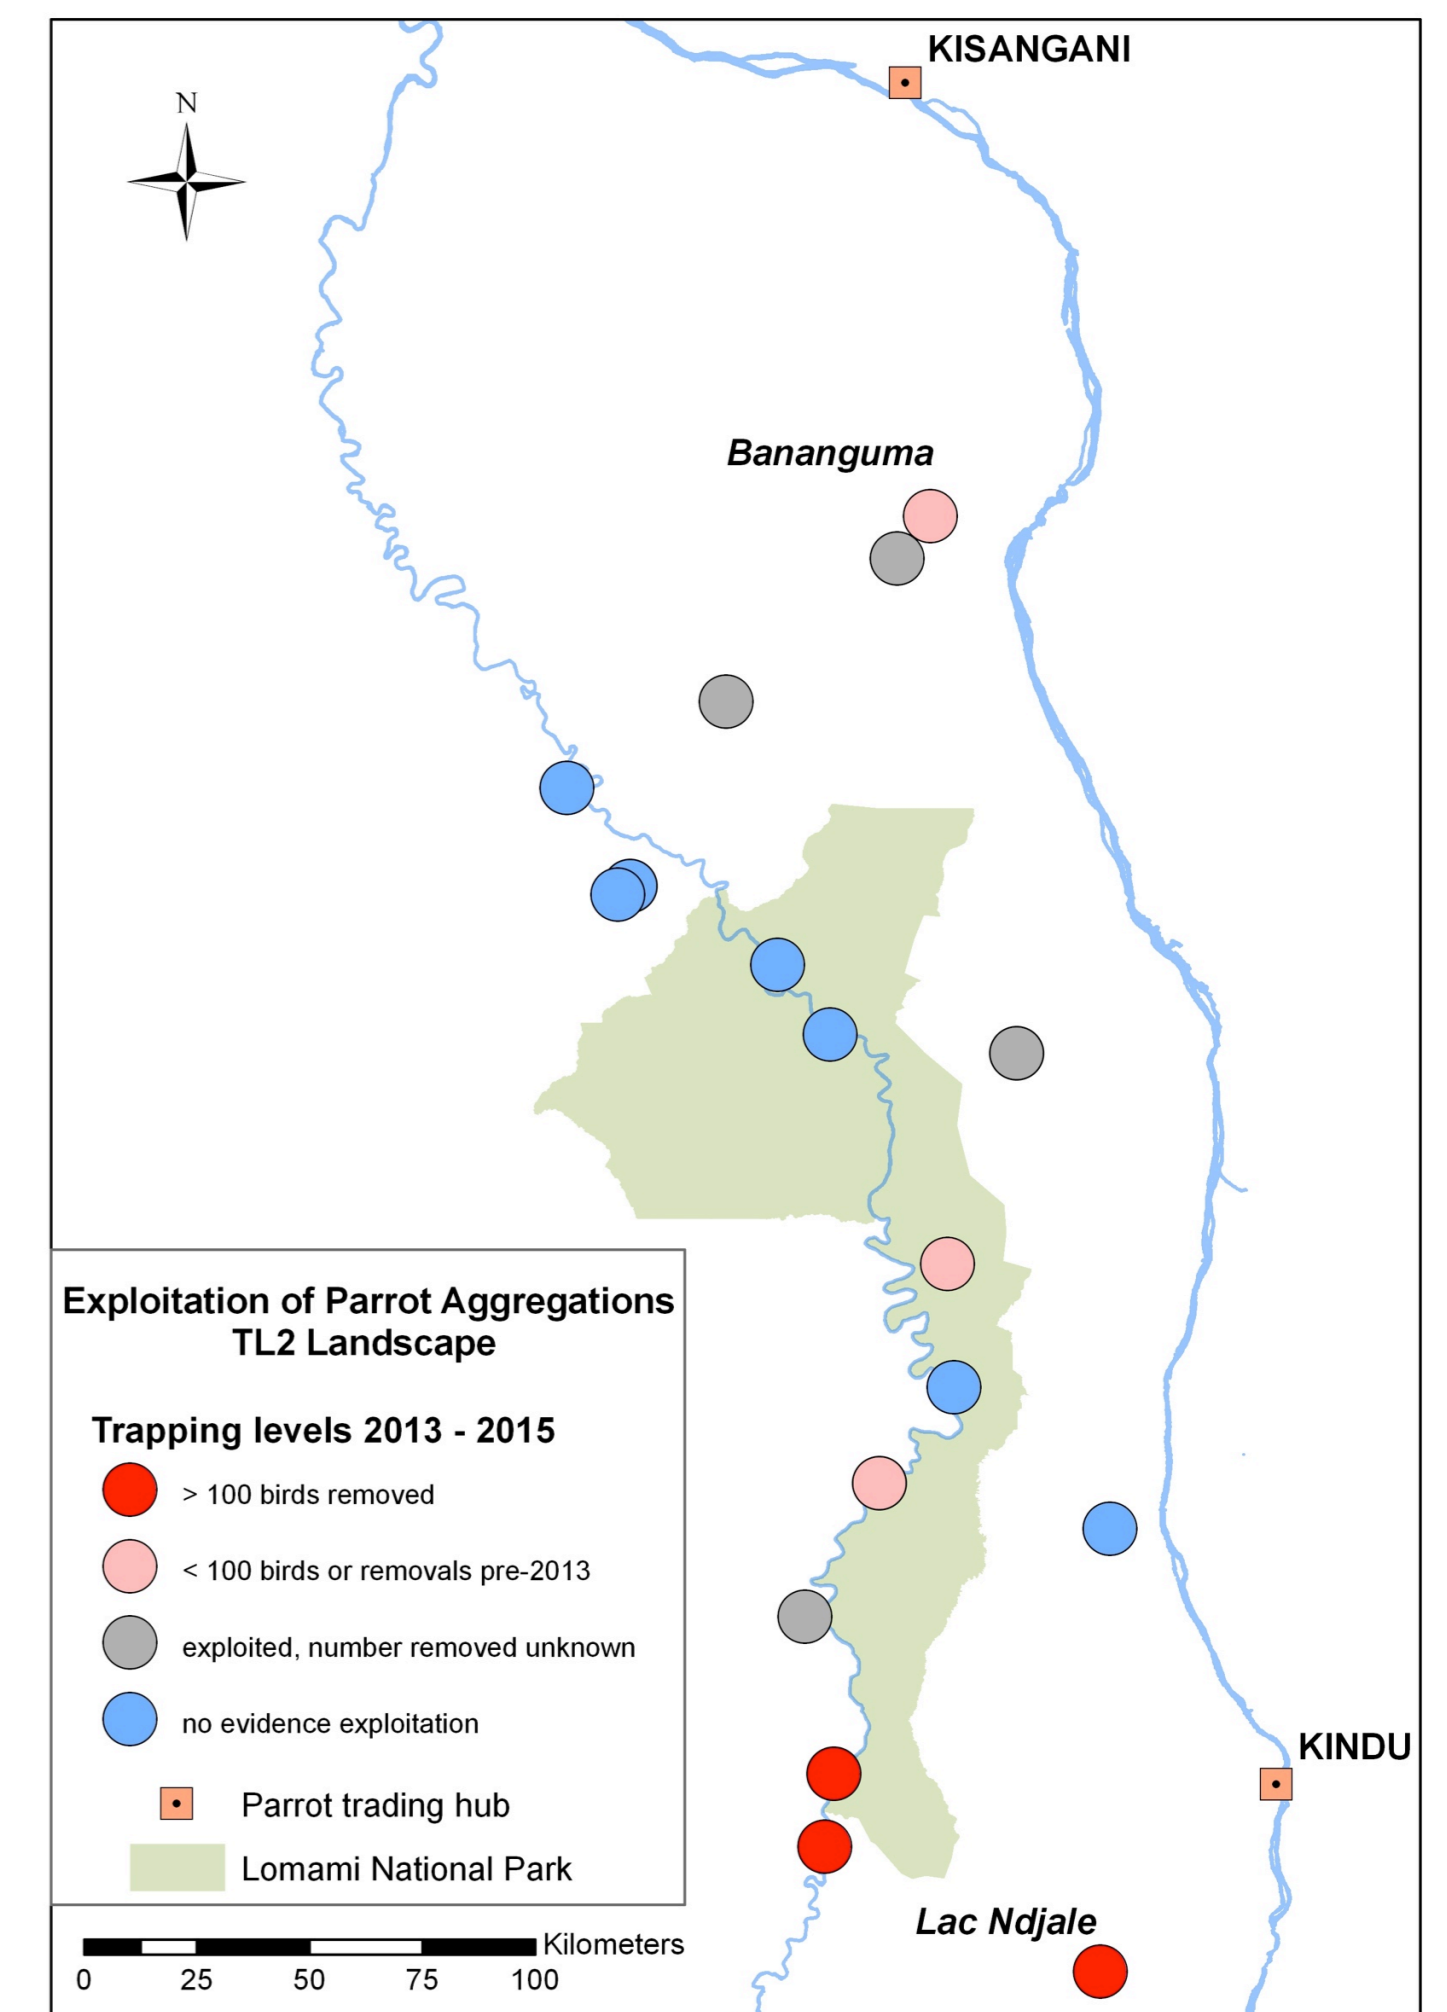 KISANGANI
N
Bananguma
Exploitation of Parrot Aggregations
TL2 Landscape
Trapping levels 2013 - 2015
> 100 birds removed
< 100 birds or removals pre-2013
exploited, number removed unknown
no evidence exploitation
KINDU
Parrot trading hub
Lomami National Park
Lac Ndjale
Kilometers
0 25 50 75 100